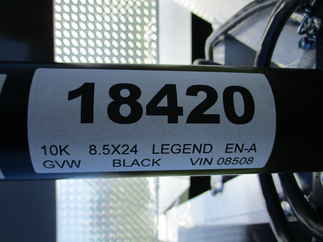 18420
10K 8.5X24 LEGEND EN-A
GVW BLACK VIN 08508